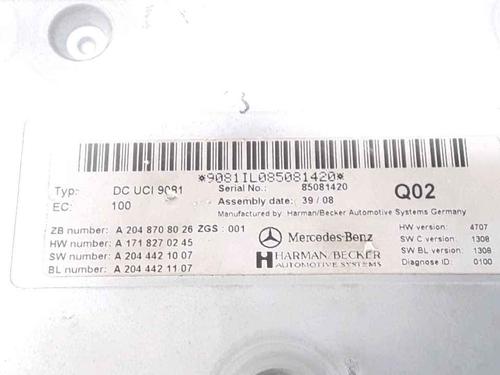 *9081IL085081420*
Typ: DC UCI 9081 Serial No.: 85081420 Q02
EC: 100 Assembly date: 39 / 08
Manufactured by: Harman/Becker Automotive Systems Germany
ZB number: A 204 870 80 26 ZGS : 001 Mercedes-Benz HW version: 4707
HW number: A 171 827 02 45 SW C version: 1308
SW number: A 204 442 10 07 HARMAN/BECKER SW BL version: 1308
BL number: A 204 442 11 07 AUTOMOTIVE SYSTEMS Diagnose ID: 0100